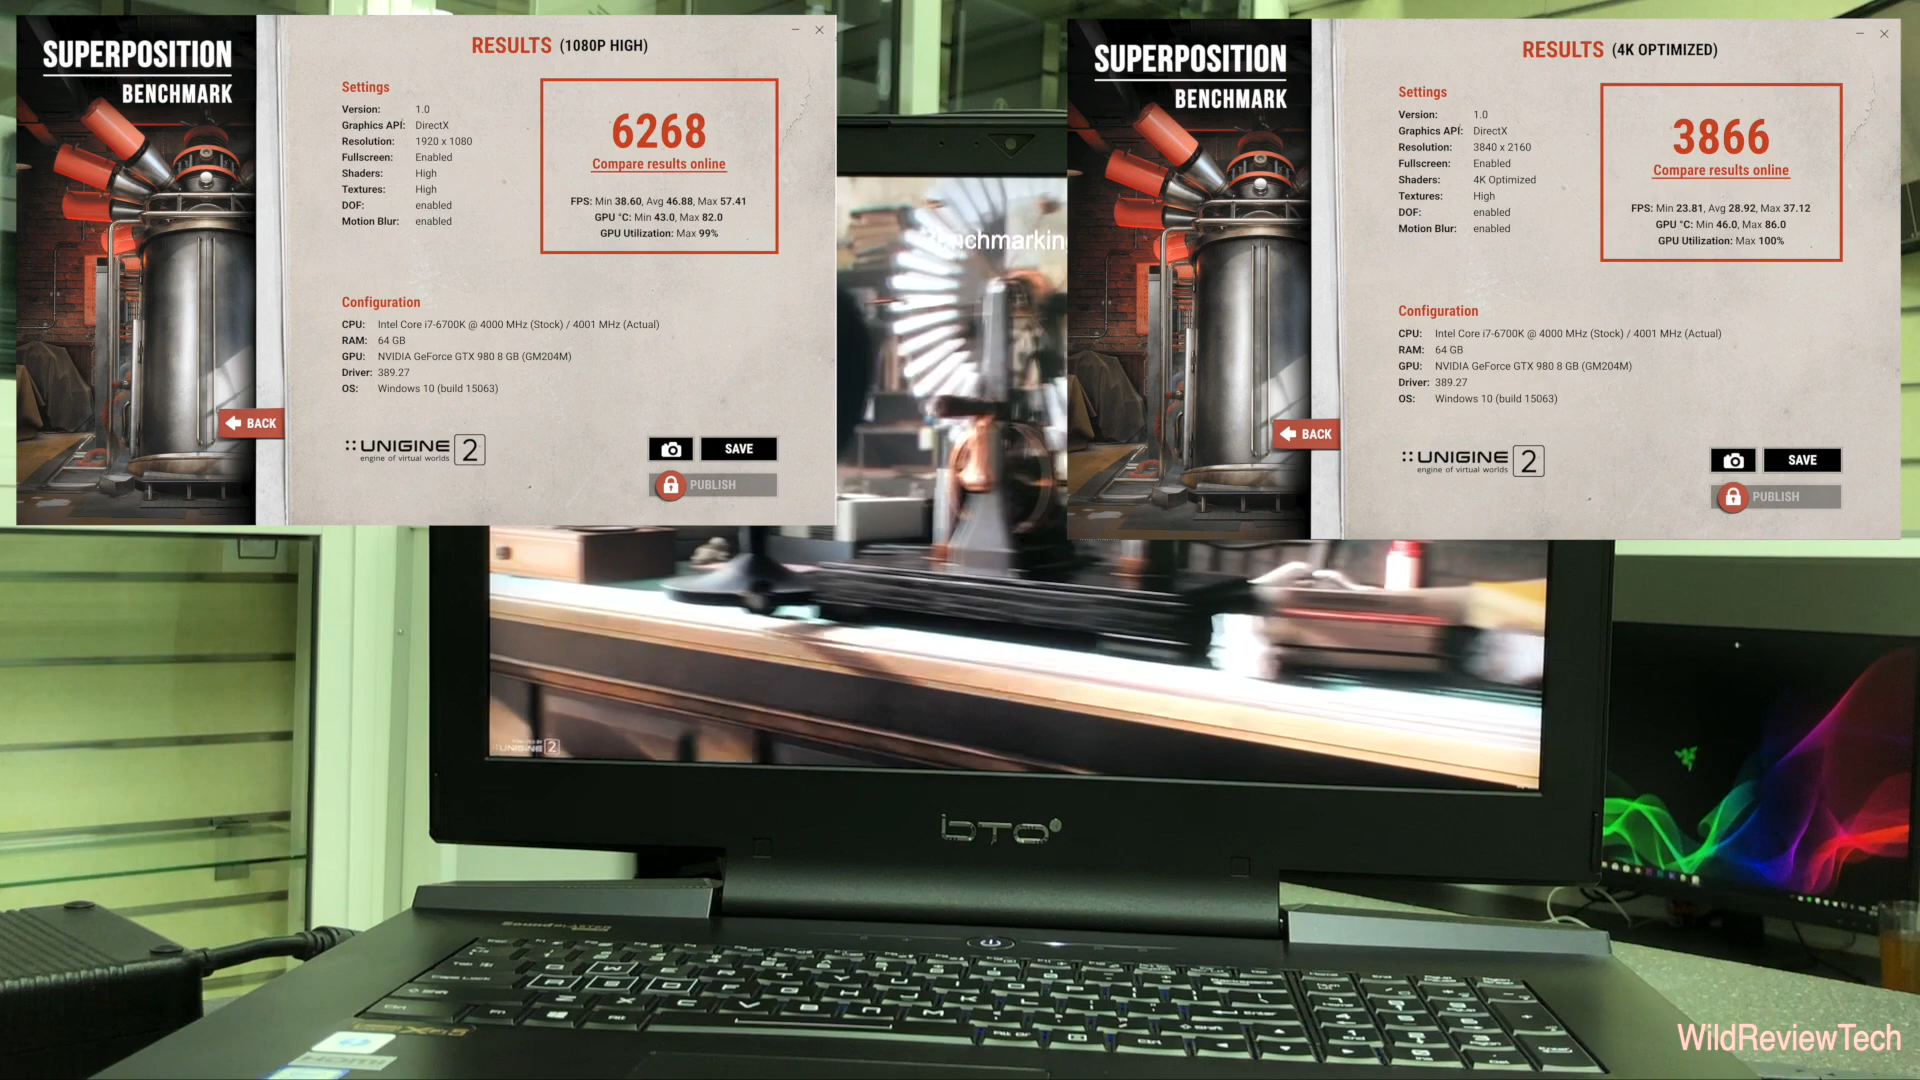 SUPERPOSITION
BENCHMARK
RESULTS (1080P HIGH)
Settings
Version: 1.0
Graphics API: DirectX
Resolution: 1920 x 1080
Fullscreen: Enabled
Shaders: High
Textures: High
DOF: enabled
Motion Blur: enabled
6268
Compare results online
FPS: Min 38.60, Avg 46.88, Max 57.41
GPU °C: Min 43.0, Max 82.0
GPU Utilization: Max 99%
Configuration
CPU: Intel Core i7-6700K @ 4000 MHz (Stock) / 4001 MHz (Actual)
RAM: 64 GB
GPU: NVIDIA GeForce GTX 980 8 GB (GM204M)
Driver: 389.27
OS: Windows 10 (build 15063)
BACK
UNIGINE 2
engine of virtual worlds
SAVE
PUBLISH
SUPERPOSITION
BENCHMARK
RESULTS (4K OPTIMIZED)
Settings
Version: 1.0
Graphics API: DirectX
Resolution: 3840 x 2160
Fullscreen: Enabled
Shaders: 4K Optimized
Textures: High
DOF: enabled
Motion Blur: enabled
3866
Compare results online
FPS: Min 23.81, Avg 28.92, Max 37.12
GPU °C: Min 46.0, Max 86.0
GPU Utilization: Max 100%
Configuration
CPU: Intel Core i7-6700K @ 4000 MHz (Stock) / 4001 MHz (Actual)
RAM: 64 GB
GPU: NVIDIA GeForce GTX 980 8 GB (GM204M)
Driver: 389.27
OS: Windows 10 (build 15063)
BACK
UNIGINE 2
engine of virtual worlds
SAVE
PUBLISH
UNIGINE 2
bTO
Sound BLASTER
WildReviewTech